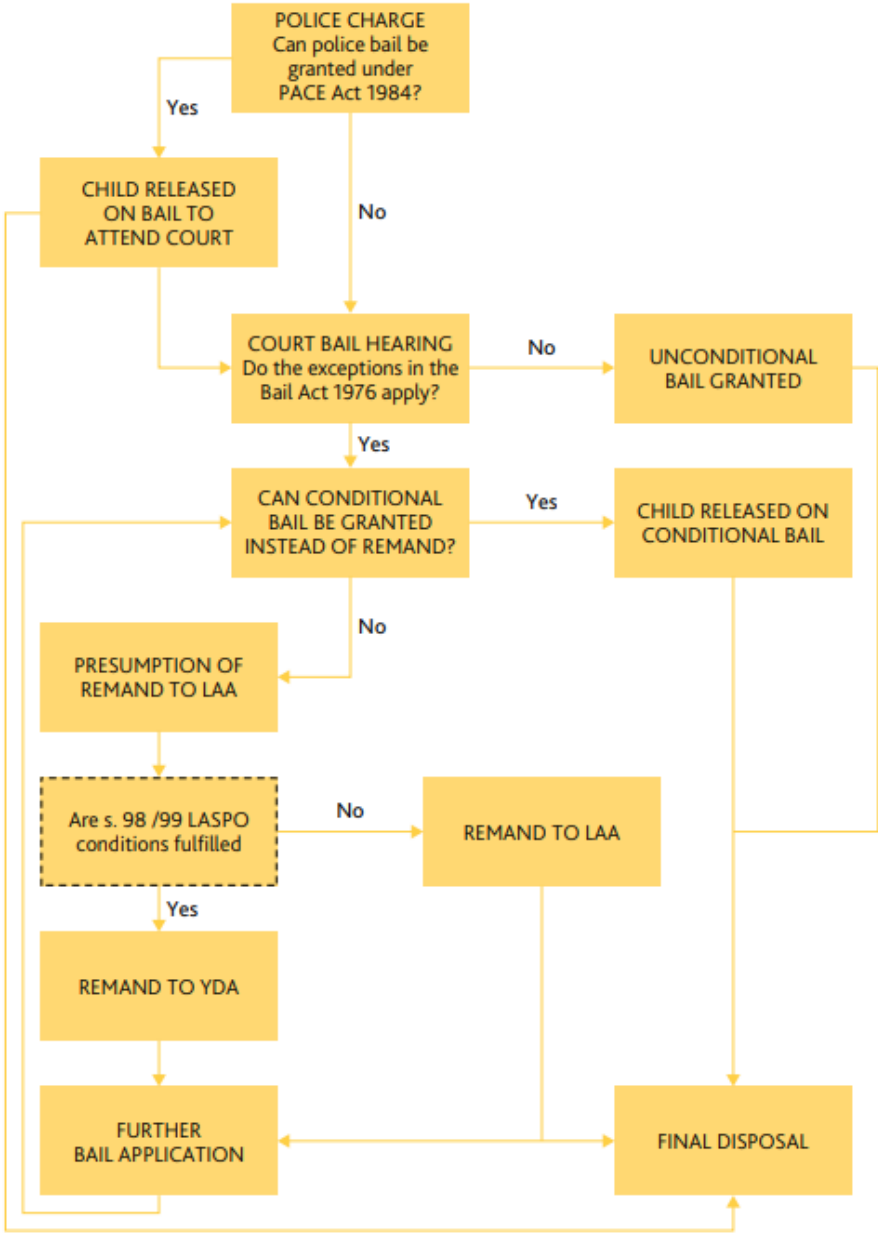 POLICE CHARGE
Can police bail be
granted under
PACE Act 1984?
Yes
No
CHILD RELEASED
ON BAIL TO
ATTEND COURT
COURT BAIL HEARING
Do the exceptions in the
Bail Act 1976 apply?
No
UNCONDITIONAL
BAIL GRANTED
Yes
CAN CONDITIONAL
BAIL BE GRANTED
INSTEAD OF REMAND?
Yes
CHILD RELEASED ON
CONDITIONAL BAIL
No
PRESUMPTION OF
REMAND TO LAA
Are s. 98 /99 LASPO
conditions fulfilled
No
REMAND TO LAA
Yes
REMAND TO YDA
FURTHER
BAIL APPLICATION
FINAL DISPOSAL